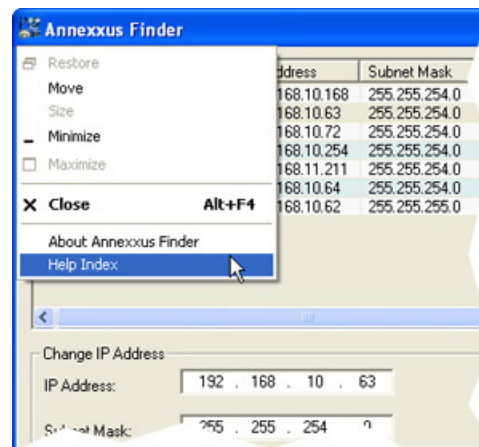 Annexxus Finder
Restore
Move
Size
Minimize
Maximize
Close Alt+F4
About Annexxus Finder
Help Index
ddress Subnet Mask
168.10.168 255.255.254.0
168.10.63 255.255.254.0
168.10.72 255.255.254.0
168.10.254 255.255.254.0
168.11.211 255.255.254.0
168.10.64 255.255.254.0
168.10.62 255.255.255.0
Change IP Address
IP Address: 192 . 168 . 10 . 63
Mask: 255 . 255 . 254